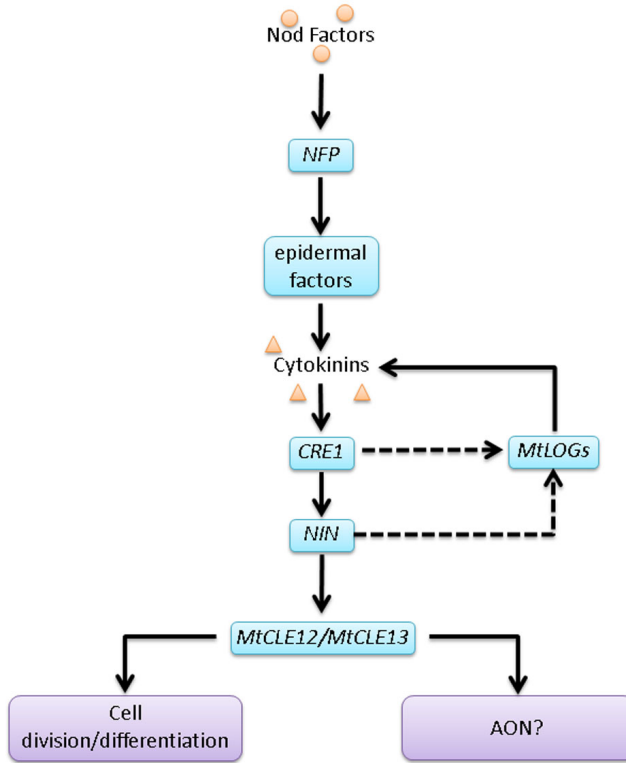 Nod Factors
NFP
epidermal
factors
Cytokinins
CRE1
MtLOGs
NIN
MtCLE12/MtCLE13
Cell
division/differentiation
AON?